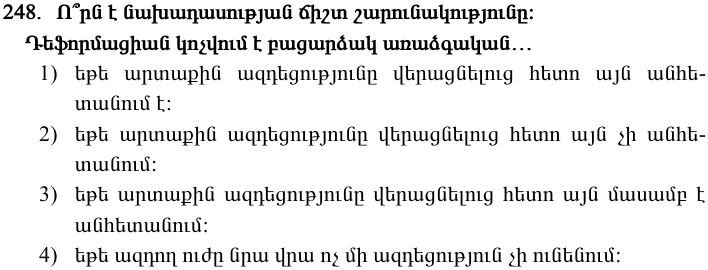 248. Ո՞րն է նախադասության ճիշտ շարունակությունը:
Դեֆորմացիան կոչվում է բացարձակ առաձգական…
1) եթե արտաքին ազդեցությունը վերացնելուց հետո այն անհե-
տանում է:
2) եթե արտաքին ազդեցությունը վերացնելուց հետո այն չի անհե-
տանում:
3) եթե արտաքին ազդեցությունը վերացնելուց հետո այն մասամբ է
անհետանում:
4) եթե ազդող ուժը նրա վրա ոչ մի ազդեցություն չի ունենում: